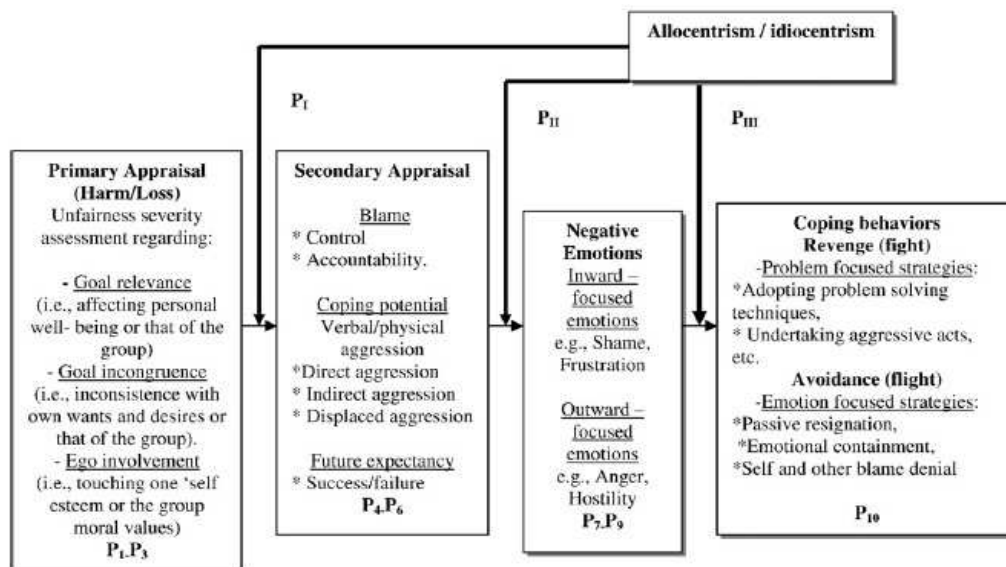 Allocentrism / idiocentrism
P_I
P_II
P_III
Primary Appraisal
(Harm/Loss)
Unfairness severity
assessment regarding:
- Goal relevance
(i.e., affecting personal
well- being or that of the
group)
- Goal incongruence
(i.e., inconsistence with
own wants and desires or
that of the group).
- Ego involvement
(i.e., touching one ‘self
esteem or the group
moral values)
P₁.P₃
Secondary Appraisal
Blame
* Control
* Accountability.
Coping potential
Verbal/physical
aggression
*Direct aggression
* Indirect aggression
* Displaced aggression
Future expectancy
* Success/failure
P₄.P₆
Negative
Emotions
Inward –
focused
emotions
e.g., Shame,
Frustration
Outward –
focused
emotions
e.g., Anger,
Hostility
P₇.P₉
Coping behaviors
Revenge (fight)
-Problem focused strategies:
*Adopting problem solving
techniques,
* Undertaking aggressive acts,
etc.
Avoidance (flight)
-Emotion focused strategies:
*Passive resignation,
*Emotional containment,
*Self and other blame denial
P₁₀